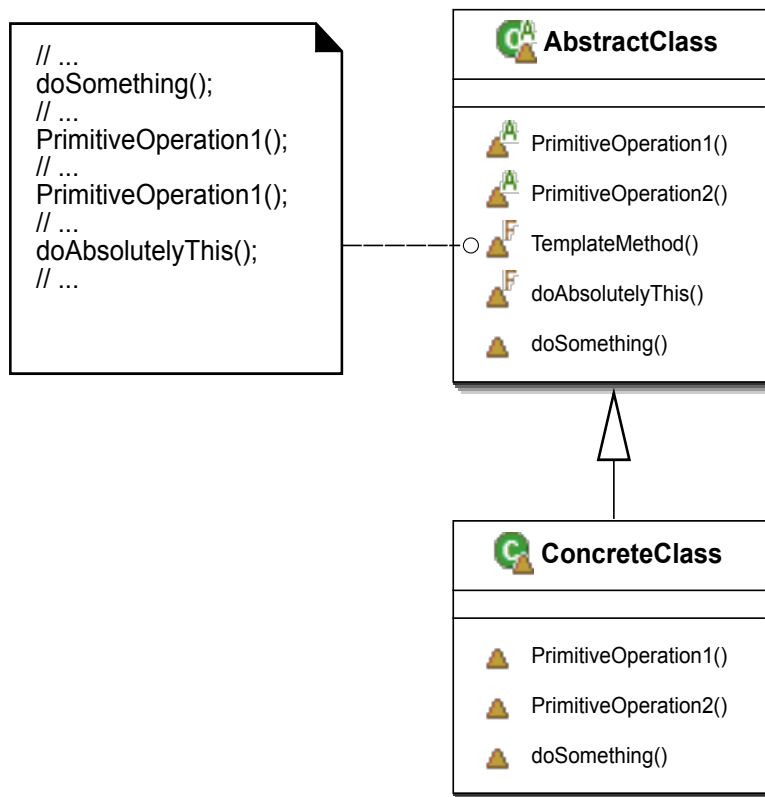 // ...
doSomething();
// ...
PrimitiveOperation1();
// ...
PrimitiveOperation1();
// ...
doAbsolutelyThis();
// ...
C A AbstractClass
A PrimitiveOperation1()
A PrimitiveOperation2()
F TemplateMethod()
F doAbsolutelyThis()
doSomething()
C ConcreteClass
PrimitiveOperation1()
PrimitiveOperation2()
doSomething()